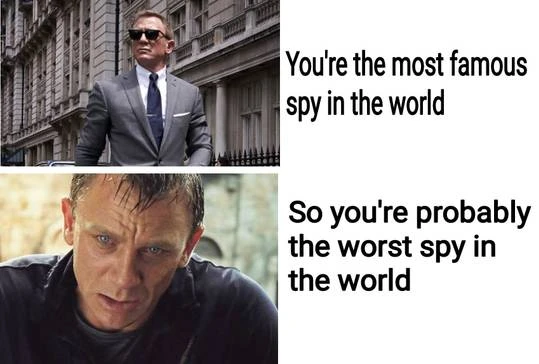 You're the most famous
spy in the world
So you're probably
the worst spy in
the world